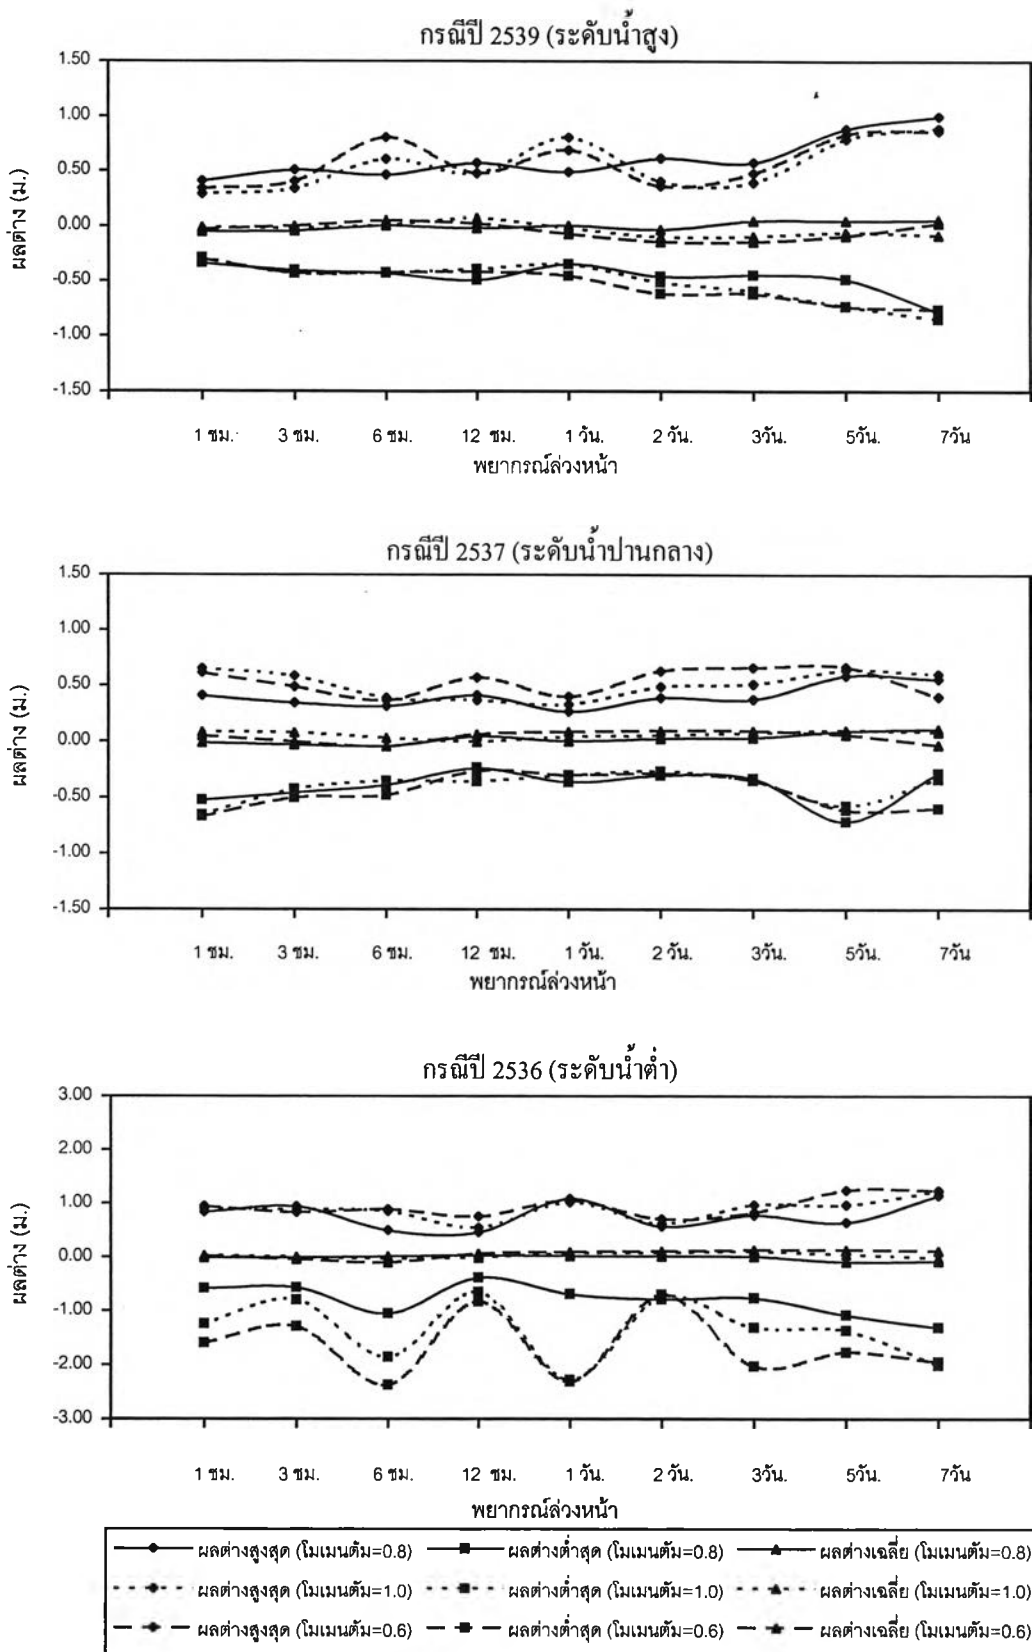 กรณีปี 2539 (ระดับน้ำสูง)
ผลต่าง (ม.)
1.50
1.00
0.50
0.00
-0.50
-1.00
-1.50
1 ชม. 3 ชม. 6 ชม. 12 ชม. 1 วัน. 2 วัน. 3วัน. 5วัน. 7วัน
พยากรณ์ล่วงหน้า
กรณีปี 2537 (ระดับน้ำปานกลาง)
ผลต่าง (ม.)
1.50
1.00
0.50
0.00
-0.50
-1.00
-1.50
1 ชม. 3 ชม. 6 ชม. 12 ชม. 1 วัน. 2 วัน. 3วัน. 5วัน. 7วัน
พยากรณ์ล่วงหน้า
กรณีปี 2536 (ระดับน้ำต่ำ)
ผลต่าง (ม.)
3.00
2.00
1.00
0.00
-1.00
-2.00
-3.00
1 ชม. 3 ชม. 6 ชม. 12 ชม. 1 วัน. 2 วัน. 3วัน. 5วัน. 7วัน
พยากรณ์ล่วงหน้า
ผลต่างสูงสุด (โมเมนตัม=0.8) ผลต่างต่ำสุด (โมเมนตัม=0.8) ผลต่างเฉลี่ย (โมเมนตัม=0.8)
ผลต่างสูงสุด (โมเมนตัม=1.0) ผลต่างต่ำสุด (โมเมนตัม=1.0) ผลต่างเฉลี่ย (โมเมนตัม=1.0)
ผลต่างสูงสุด (โมเมนตัม=0.6) ผลต่างต่ำสุด (โมเมนตัม=0.6) ผลต่างเฉลี่ย (โมเมนตัม=0.6)